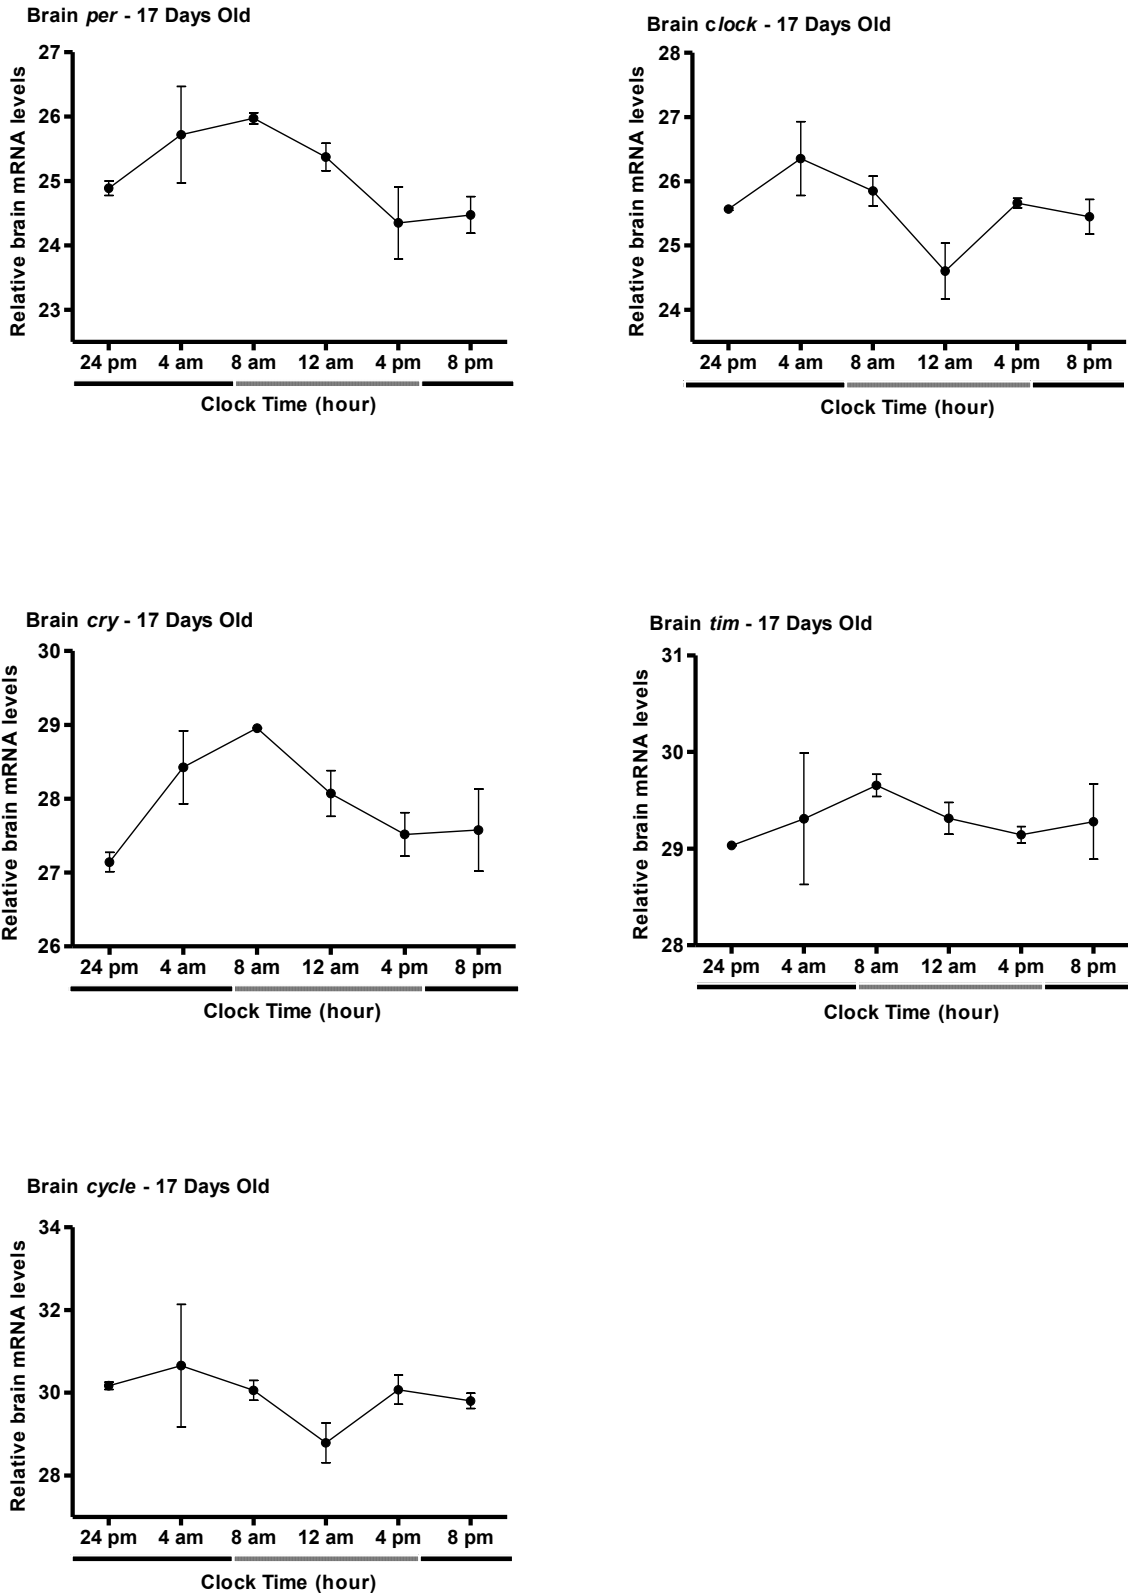 Brain per - 17 Days Old
Relative brain mRNA levels
27
26
25
24
23
24 pm 4 am 8 am 12 am 4 pm 8 pm
Clock Time (hour)
Brain clock - 17 Days Old
Relative brain mRNA levels
28
27
26
25
24
24 pm 4 am 8 am 12 am 4 pm 8 pm
Clock Time (hour)
Brain cry - 17 Days Old
Relative brain mRNA levels
30
29
28
27
26
24 pm 4 am 8 am 12 am 4 pm 8 pm
Clock Time (hour)
Brain tim - 17 Days Old
Relative brain mRNA levels
31
30
29
28
24 pm 4 am 8 am 12 am 4 pm 8 pm
Clock Time (hour)
Brain cycle - 17 Days Old
Relative brain mRNA levels
34
32
30
28
24 pm 4 am 8 am 12 am 4 pm 8 pm
Clock Time (hour)